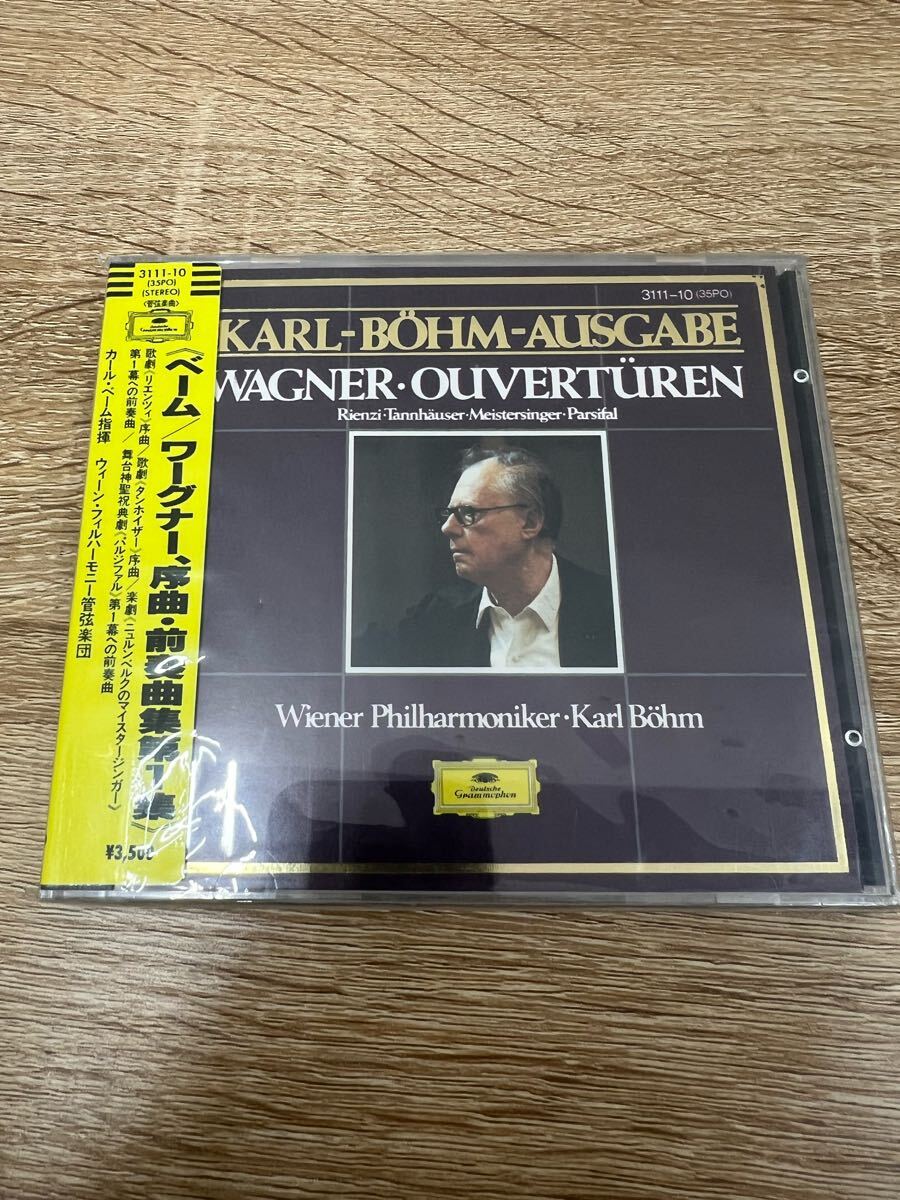 3111-10
(35PO)
(STEREO)
〈管弦楽曲〉
《ベーム/ワーグナー、序曲・前奏曲集第1集》
歌劇《リエンツィ》序曲/歌劇《タンホイザー》序曲/楽劇《ニュルンベルクのマイスタージンガー》
第1幕への前奏曲/舞台神聖祝典劇《パルジファル》第1幕への前奏曲
カール・ベーム指揮 ウィーン・フィルハーモニー管弦楽団
¥3,500
3111-10 (35PO)
KARL-BÖHM-AUSGABE
WAGNER·OUVERTÜREN
Rienzi·Tannhäuser·Meistersinger·Parsifal
Wiener Philharmoniker·Karl Böhm
Deutsche
Grammophon